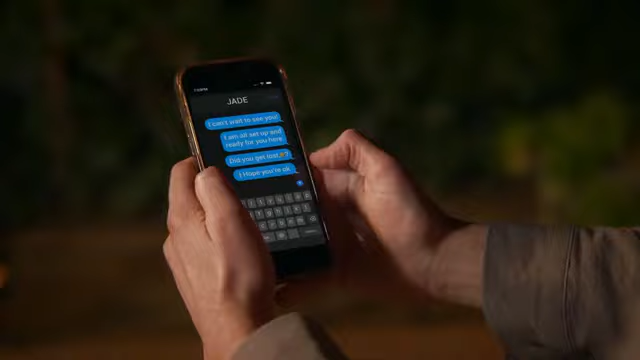 JADE
I can't wait to see you!
I am all set up and
ready for you here
Did you get lost🧭?
I Hope you're ok